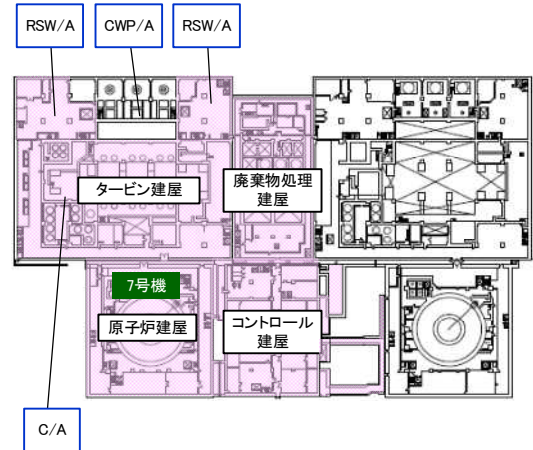 RSW/A
CWP/A
RSW/A
タービン建屋
廃棄物処理
建屋
7号機
原子炉建屋
コントロール
建屋
C/A